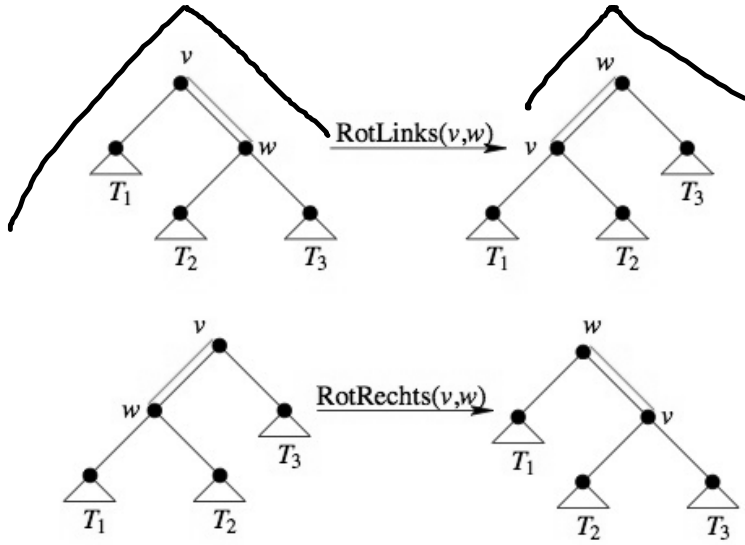 v w
w RotLinks(v,w) v
T1 T3
T2 T3 T1 T2
v w
w RotRechts(v,w) v
T3 T1
T1 T2 T2 T3